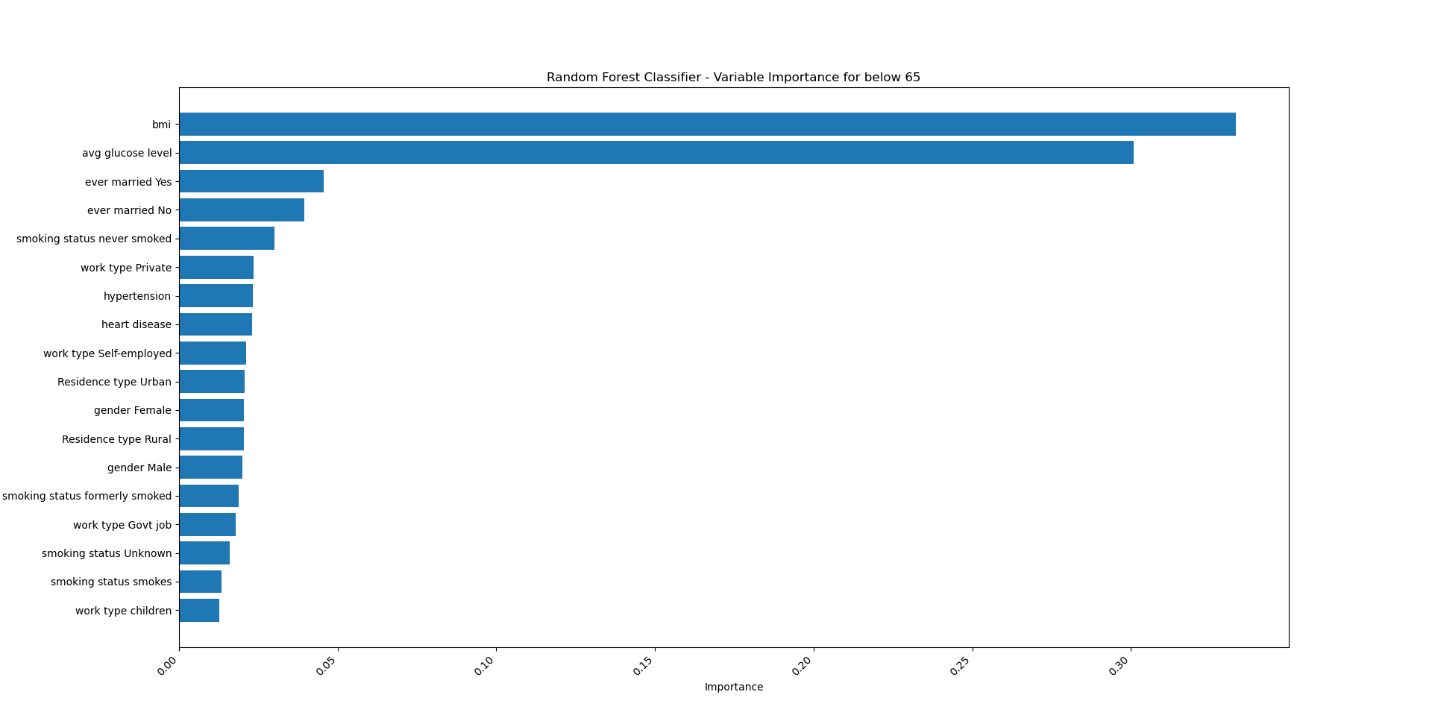 Random Forest Classifier - Variable Importance for below 65
bmi
avg glucose level
ever married Yes
ever married No
smoking status never smoked
work type Private
hypertension
heart disease
work type Self-employed
Residence type Urban
gender Female
Residence type Rural
gender Male
smoking status formerly smoked
work type Govt job
smoking status Unknown
smoking status smokes
work type children
0.00 0.05 0.10 0.15 0.20 0.25 0.30
Importance